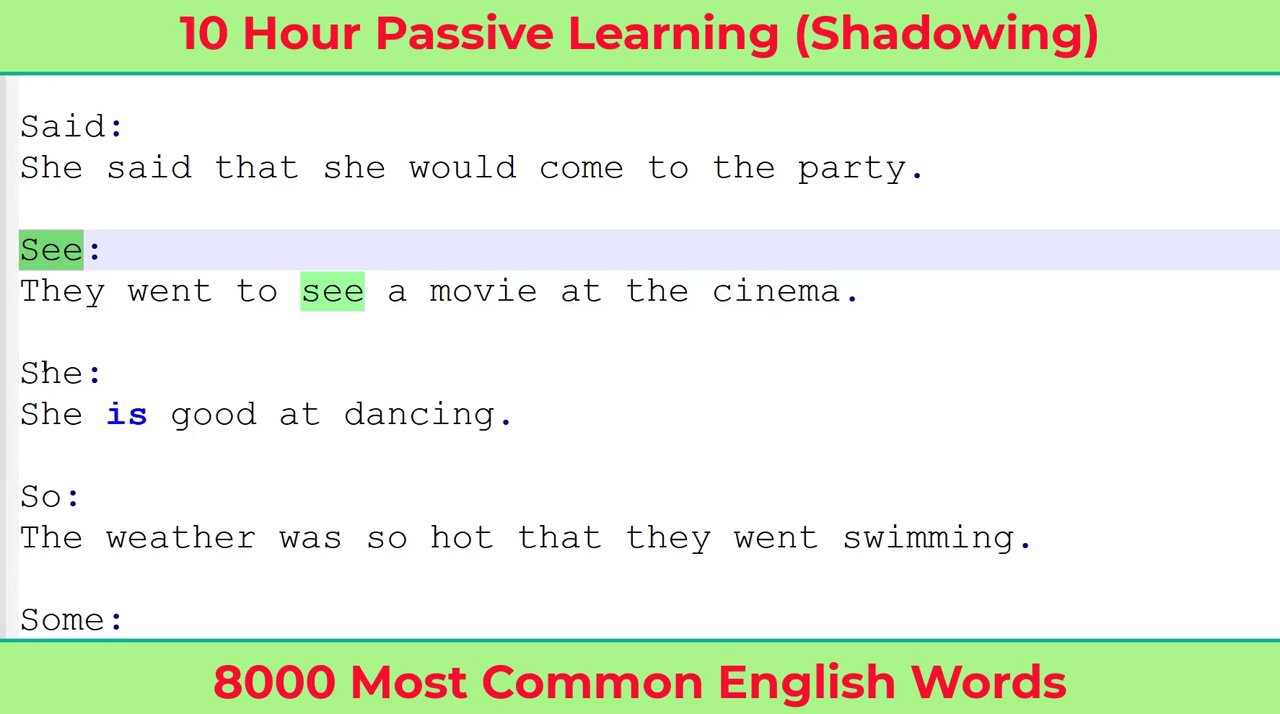 10 Hour Passive Learning (Shadowing)
Said:
She said that she would come to the party.
See:
They went to see a movie at the cinema.
She:
She is good at dancing.
So:
The weather was so hot that they went swimming.
Some:
8000 Most Common English Words